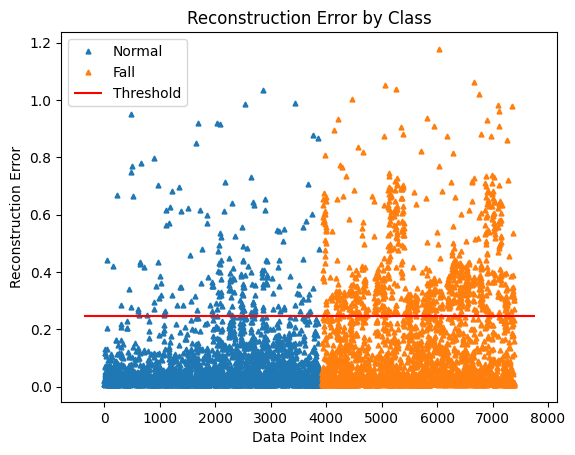 Reconstruction Error by Class
Normal
Fall
Threshold
Reconstruction Error
1.2
1.0
0.8
0.6
0.4
0.2
0.0
0 1000 2000 3000 4000 5000 6000 7000 8000
Data Point Index